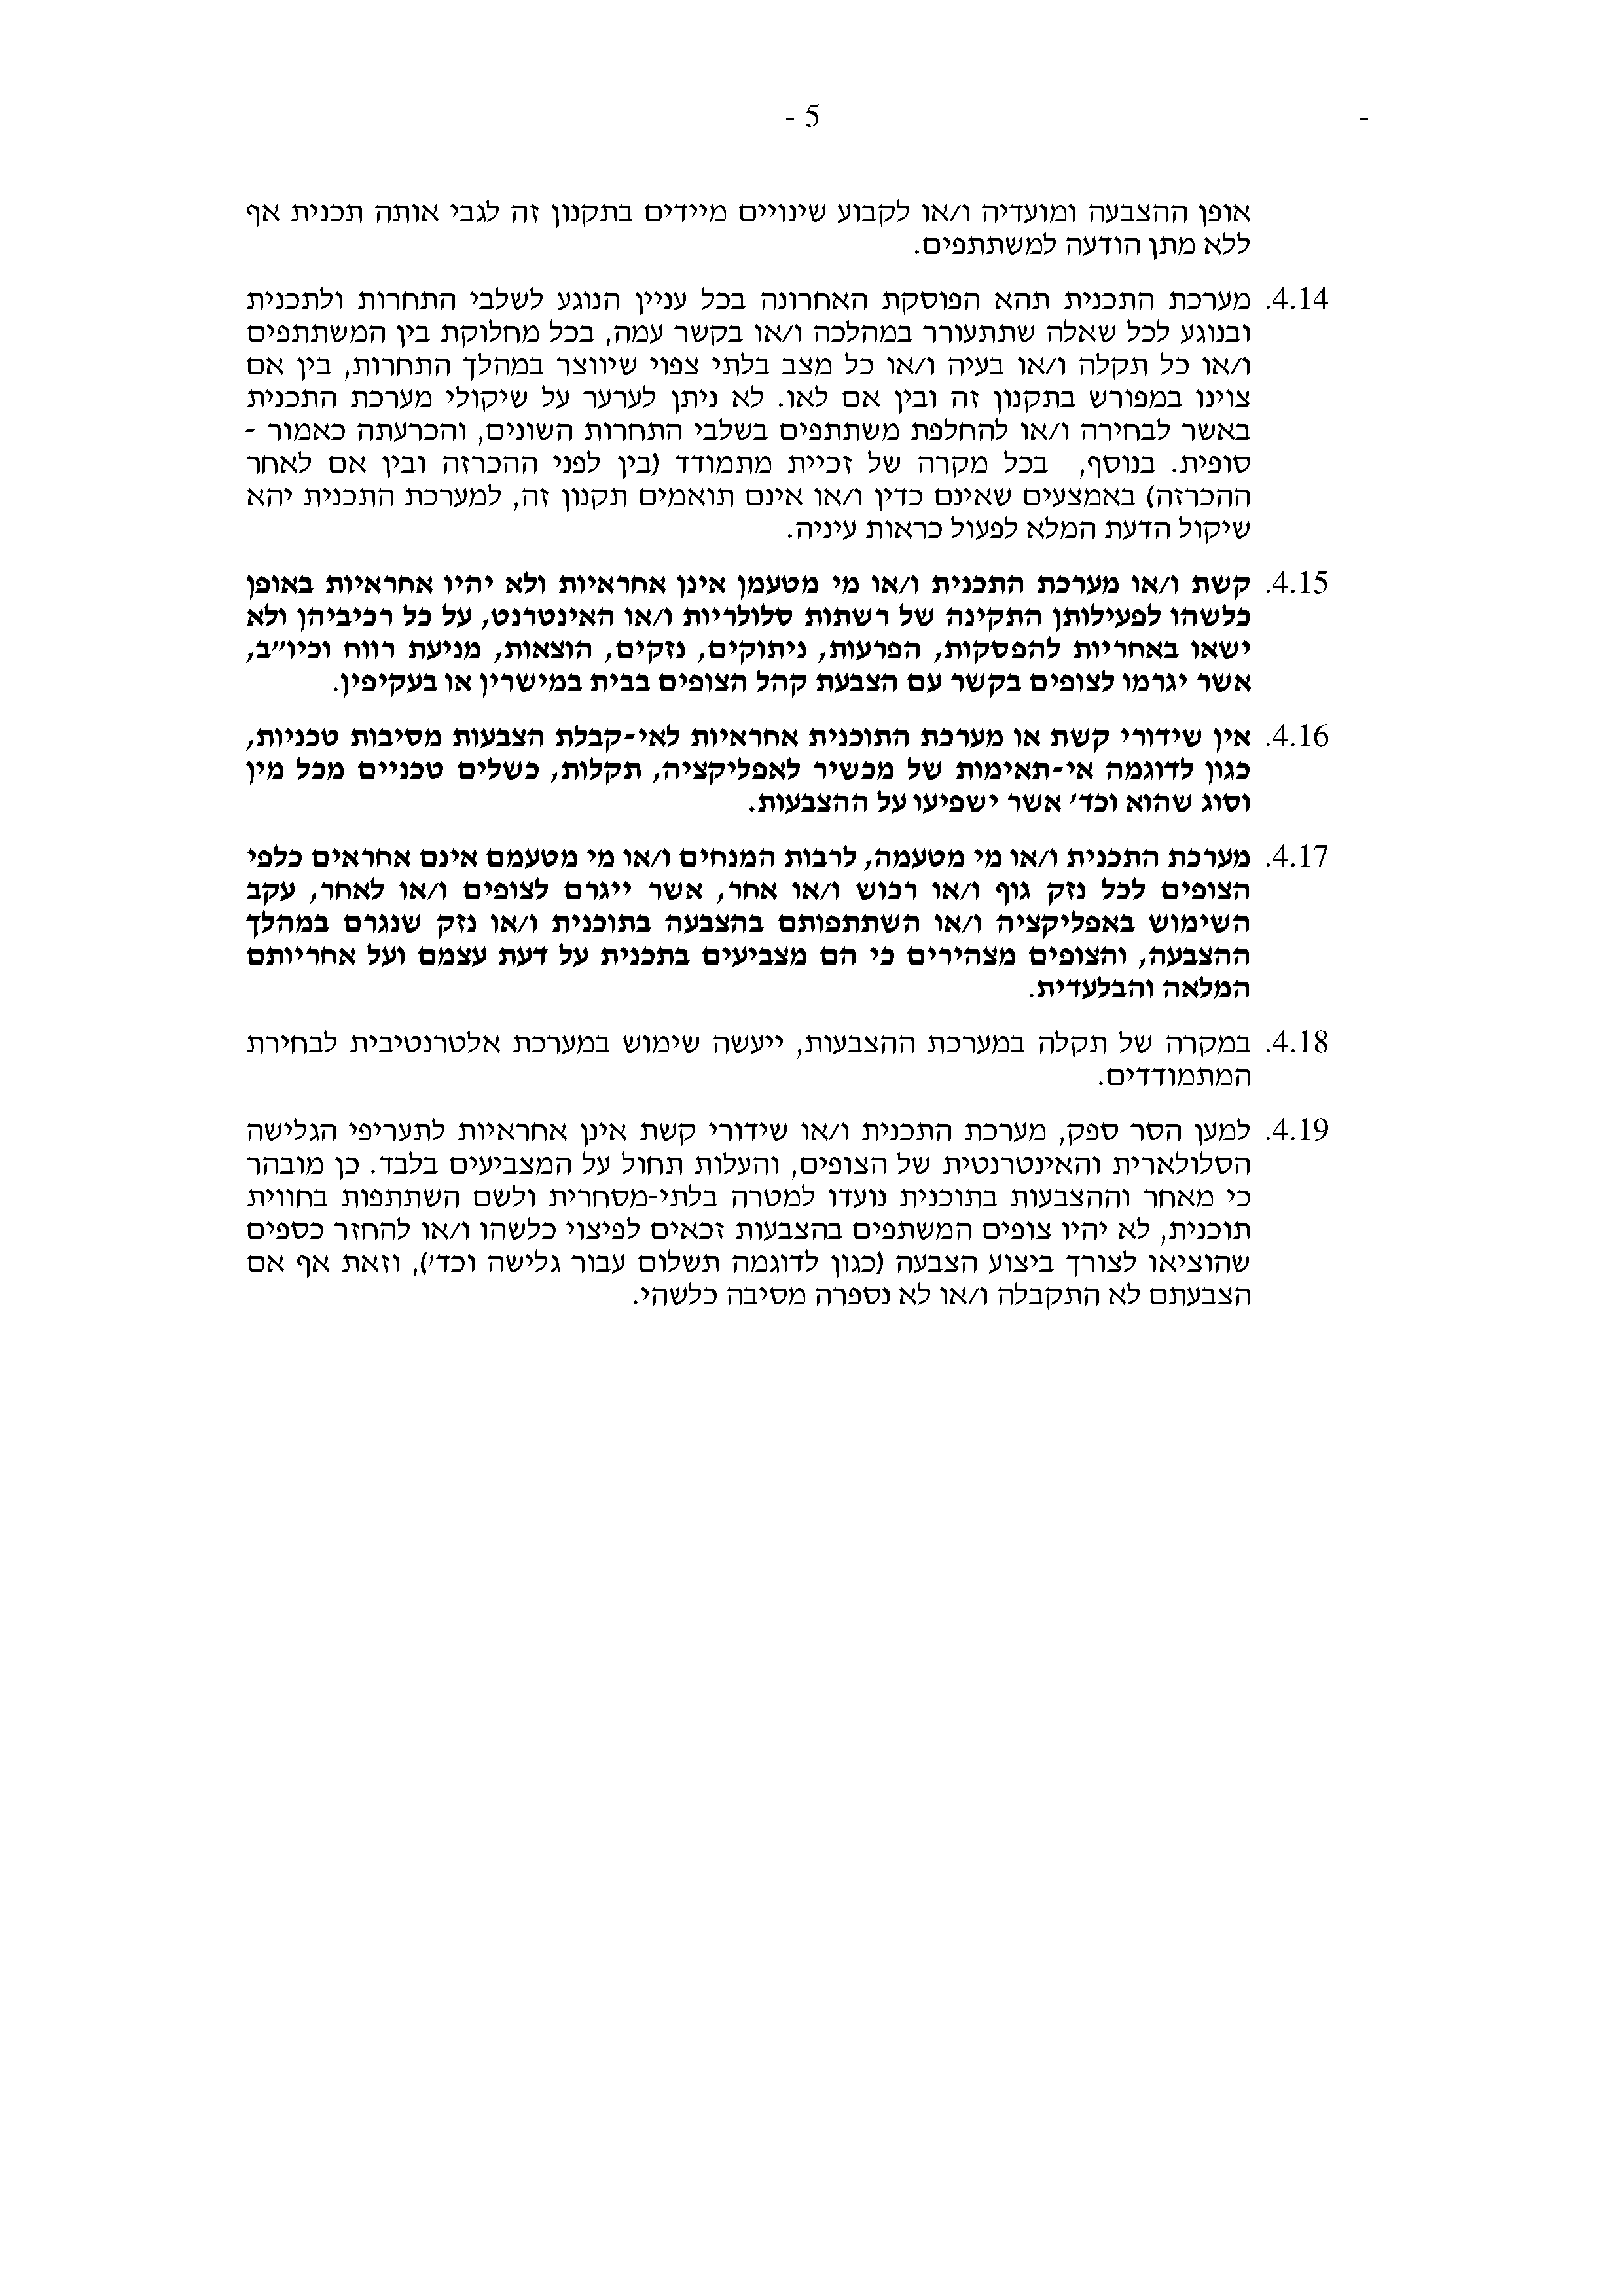 - 5 -
אופן ההצבעה ומועדיה ו/או לקבוע שינויים מיידים בתקנון זה לגבי אותה תכנית אף
ללא מתן הודעה למשתתפים.
4.14. מערכת התכנית תהא הפוסקת האחרונה בכל עניין הנוגע לשלבי התחרות ולתכנית
ובנוגע לכל שאלה שתתעורר במהלכה ו/או בקשר עמה, בכל מחלוקת בין המשתתפים
ו/או כל תקלה ו/או בעיה ו/או כל מצב בלתי צפוי שיווצר במהלך התחרות, בין אם
צוינו במפורש בתקנון זה ובין אם לאו. לא ניתן לערער על שיקולי מערכת התכנית
באשר לבחירה ו/או להחלפת משתתפים בשלבי התחרות השונים, והכרעתה כאמור -
סופית. בנוסף, בכל מקרה של זכיית מתמודד (בין לפני ההכרזה ובין אם לאחר
ההכרזה) באמצעים שאינם כדין ו/או אינם תואמים תקנון זה, למערכת התכנית יהא
שיקול הדעת המלא לפעול כראות עיניה.
4.15. קשת ו/או מערכת התכנית ו/או מי מטעמן אינן אחראיות ולא יהיו אחראיות באופן
כלשהו לפעילותן התקינה של רשתות סלולריות ו/או האינטרנט, על כל רכיביהן ולא
ישאו באחריות להפסקות, הפרעות, ניתוקים, נזקים, הוצאות, מניעת רווח וכיו"ב,
אשר יגרמו לצופים בקשר עם הצבעת קהל הצופים בבית במישרין או בעקיפין.
4.16. אין שידורי קשת או מערכת התוכנית אחראיות לאי-קבלת הצבעות מסיבות טכניות,
כגון לדוגמה אי-תאימות של מכשיר לאפליקציה, תקלות, כשלים טכניים מכל מין
וסוג שהוא וכד' אשר ישפיעו על ההצבעות.
4.17. מערכת התכנית ו/או מי מטעמה, לרבות המנחים ו/או מי מטעמם אינם אחראים כלפי
הצופים לכל נזק גוף ו/או רכוש ו/או אחר, אשר ייגרם לצופים ו/או לאחר, עקב
השימוש באפליקציה ו/או השתתפותם בהצבעה בתוכנית ו/או נזק שנגרם במהלך
ההצבעה, והצופים מצהירים כי הם מצביעים בתכנית על דעת עצמם ועל אחריותם
המלאה והבלעדית.
4.18. במקרה של תקלה במערכת ההצבעות, ייעשה שימוש במערכת אלטרנטיבית לבחירת
המתמודדים.
4.19. למען הסר ספק, מערכת התכנית ו/או שידורי קשת אינן אחראיות לתעריפי הגלישה
הסלולארית והאינטרנטית של הצופים, והעלות תחול על המצביעים בלבד. כן מובהר
כי מאחר וההצבעות בתוכנית נועדו למטרה בלתי-מסחרית ולשם השתתפות בחווית
תוכנית, לא יהיו צופים המשתפים בהצבעות זכאים לפיצוי כלשהו ו/או להחזר כספים
שהוציאו לצורך ביצוע הצבעה (כגון לדוגמה תשלום עבור גלישה וכד'), וזאת אף אם
הצבעתם לא התקבלה ו/או לא נספרה מסיבה כלשהי.